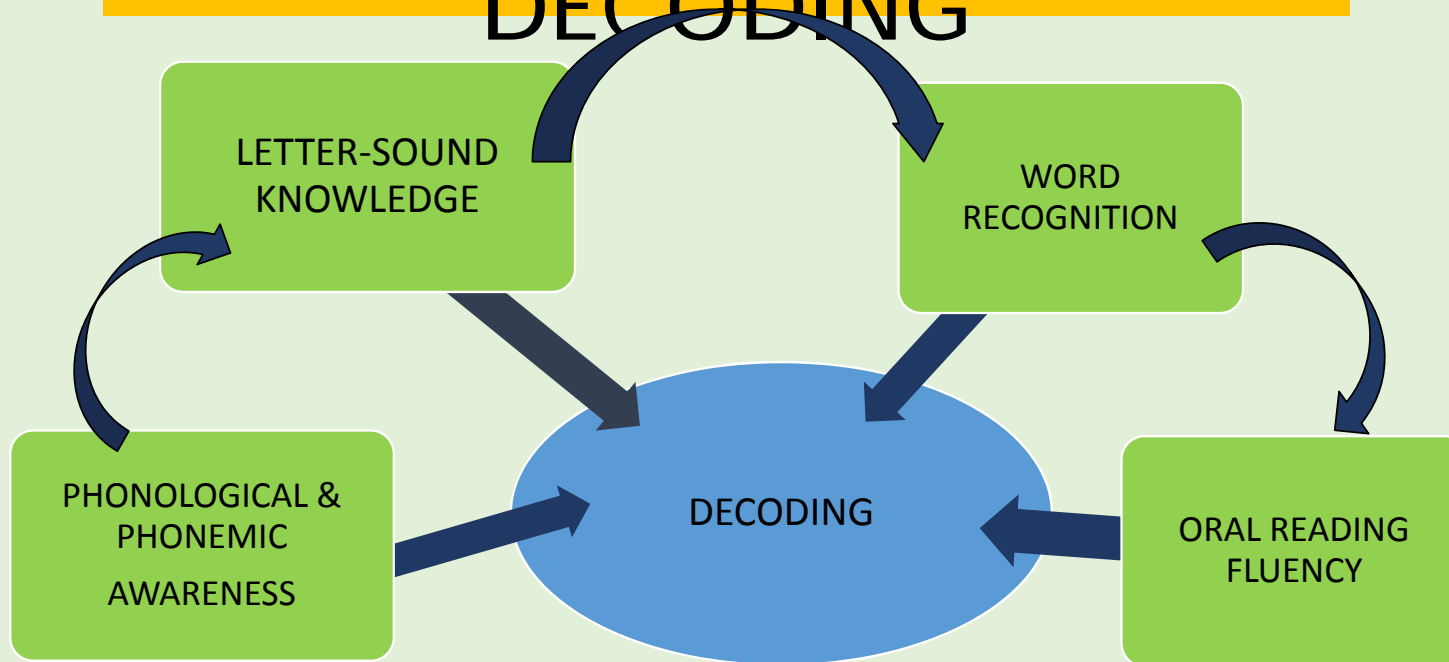 DECODING
LETTER-SOUND
KNOWLEDGE
WORD
RECOGNITION
PHONOLOGICAL &
PHONEMIC
AWARENESS
DECODING
ORAL READING
FLUENCY